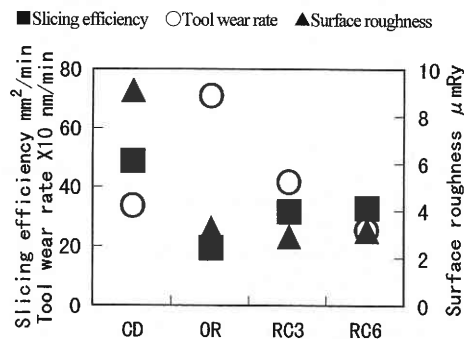 ■Slicing efficiency ○Tool wear rate ▲Surface roughness
Slicing efficiency mm²/min
Tool wear rate X10 nm/min
80
60
40
20
0
10
8
6
4
2
0
Surface roughness μmRy
CD OR RC3 RC6